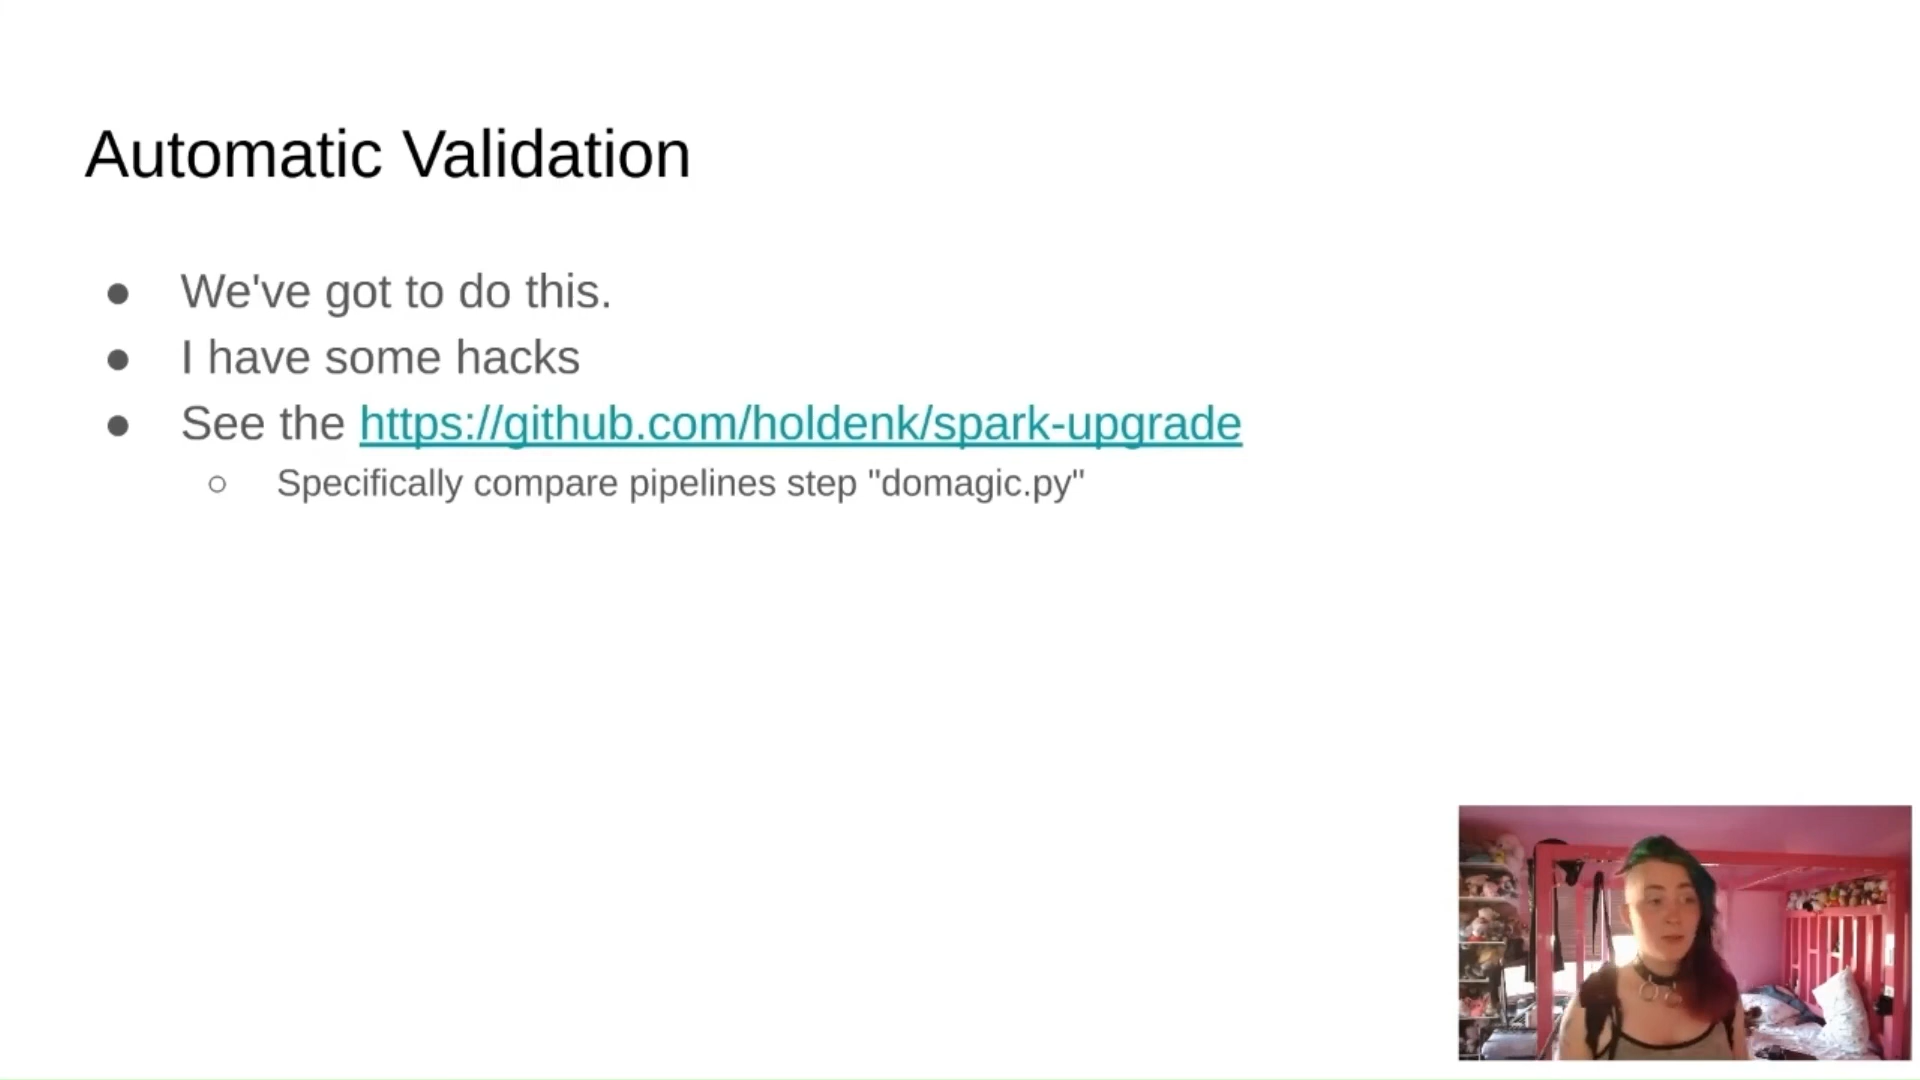 Automatic Validation
● We've got to do this.
● I have some hacks
● See the https://github.com/holdenk/spark-upgrade
○ Specifically compare pipelines step "domagic.py"